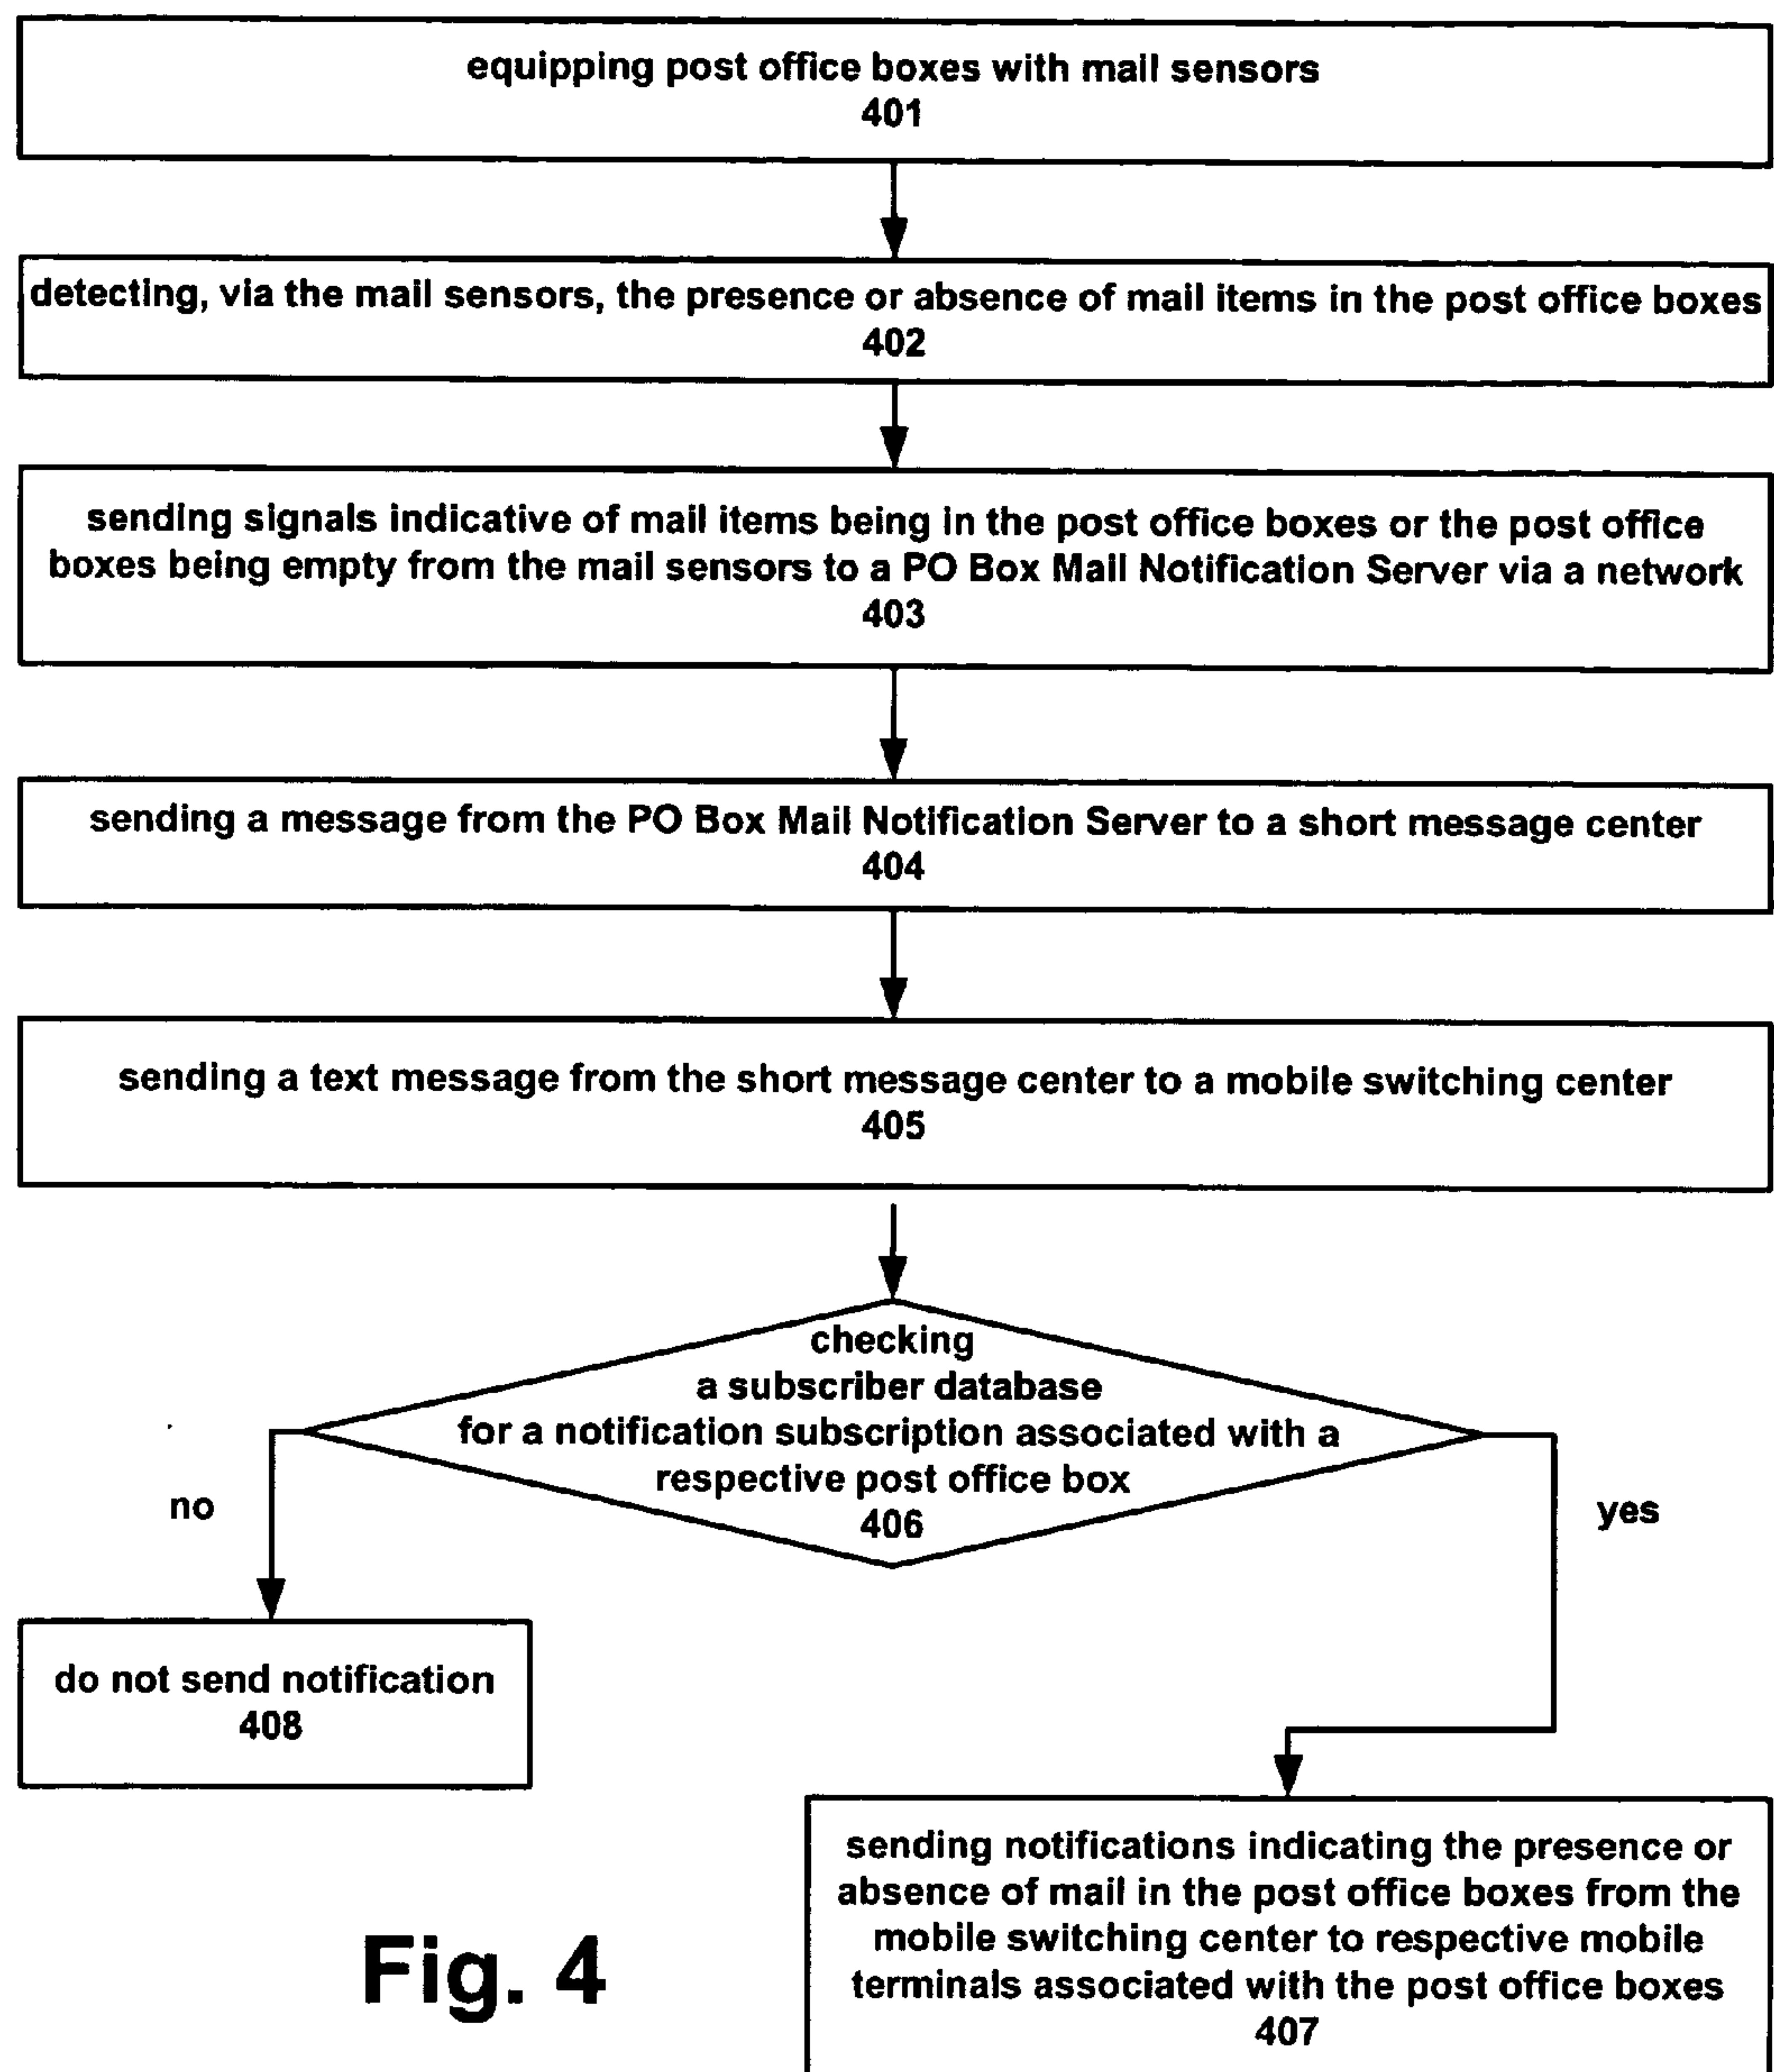 equipping post office boxes with mail sensors
401
detecting, via the mail sensors, the presence or absence of mail items in the post office boxes
402
sending signals indicative of mail items being in the post office boxes or the post office
boxes being empty from the mail sensors to a PO Box Mail Notification Server via a network
403
sending a message from the PO Box Mail Notification Server to a short message center
404
sending a text message from the short message center to a mobile switching center
405
checking
a subscriber database
for a notification subscription associated with a
respective post office box
406
no
yes
do not send notification
408
sending notifications indicating the presence or
absence of mail in the post office boxes from the
mobile switching center to respective mobile
terminals associated with the post office boxes
407
Fig. 4